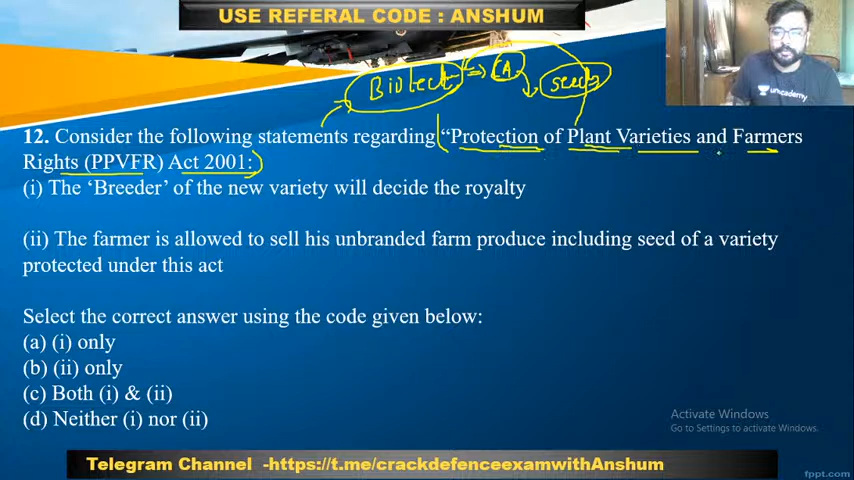 USE REFERAL CODE : ANSHUM
unacademy
Biotech ⇒ CA
seeds
12. Consider the following statements regarding “Protection of Plant Varieties and Farmers
Rights (PPVFR) Act 2001:
(i) The ‘Breeder’ of the new variety will decide the royalty
(ii) The farmer is allowed to sell his unbranded farm produce including seed of a variety
protected under this act
Select the correct answer using the code given below:
(a) (i) only
(b) (ii) only
(c) Both (i) & (ii)
(d) Neither (i) nor (ii)
Activate Windows
Go to Settings to activate Windows.
Telegram Channel -https://t.me/crackdefenceexamwithAnshum
fppt.com